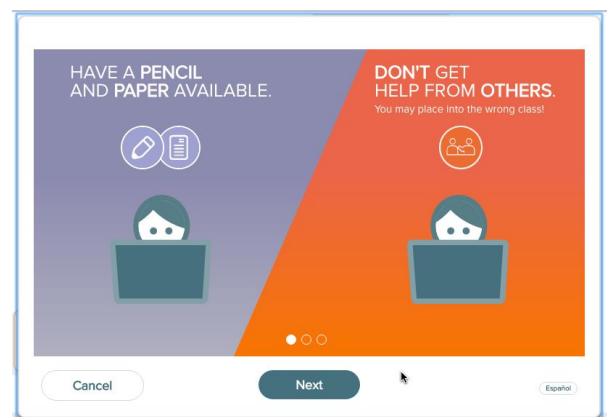 HAVE A PENCIL
AND PAPER AVAILABLE.
DON'T GET
HELP FROM OTHERS.
You may place into the wrong class!
Cancel
Next
Español